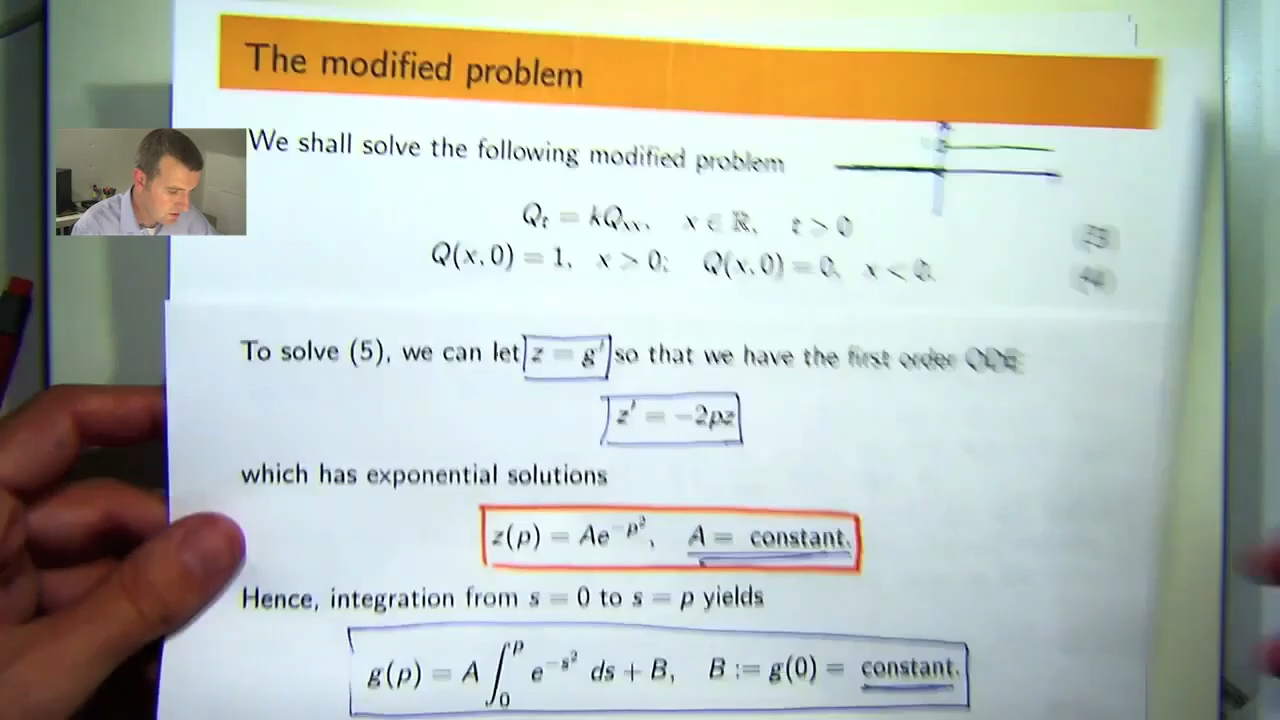 The modified problem
We shall solve the following modified problem
Q_t = kQ_xx, x ∈ ℝ, t > 0
Q(x, 0) = 1, x > 0; Q(x, 0) = 0, x < 0.
To solve (5), we can let z = g′ so that we have the first order ODE:
z′ = −2pz
which has exponential solutions
z(p) = Ae^{−p²}, A = constant.
Hence, integration from s = 0 to s = p yields
g(p) = A ∫₀ᵖ e^{−s²} ds + B, B := g(0) = constant.